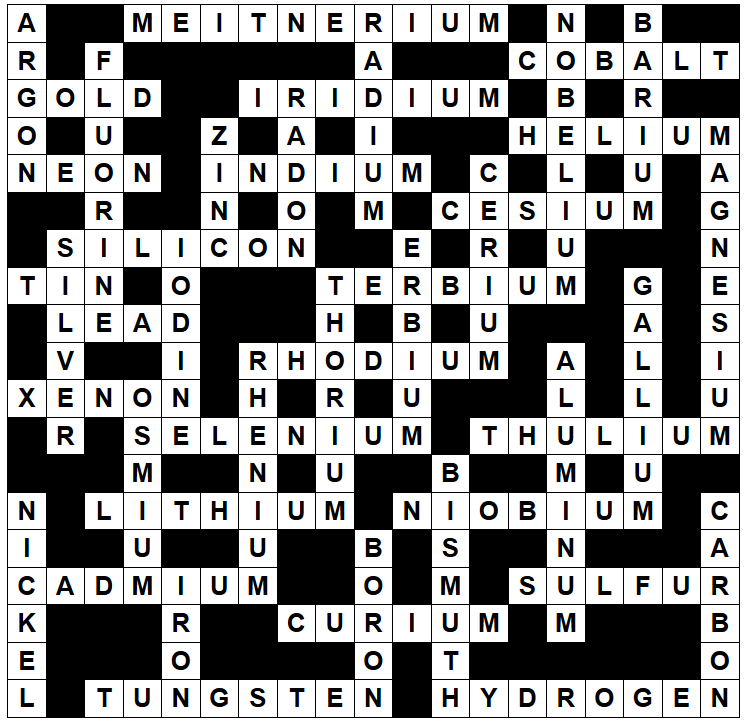 A MEITNERIUM N B
R F A COBALT
GOLD IRIDIUM B R
O U Z A I HELIUM
NEON INDIUM C L U A
R N O M CESIUM G
SILICON E R U N
TIN O TERBIUM G E
LEAD H B U A S
V I RHODIUM A L I
XENON H R U L L U
R SELENIUM THULIUM
M N U B M U
N LITHIUM NIOBIUM C
I U U B S N A
CADMIUM O M SULFUR
K R CURIUM M B
E O O T O
L TUNGSTEN HYDROGEN